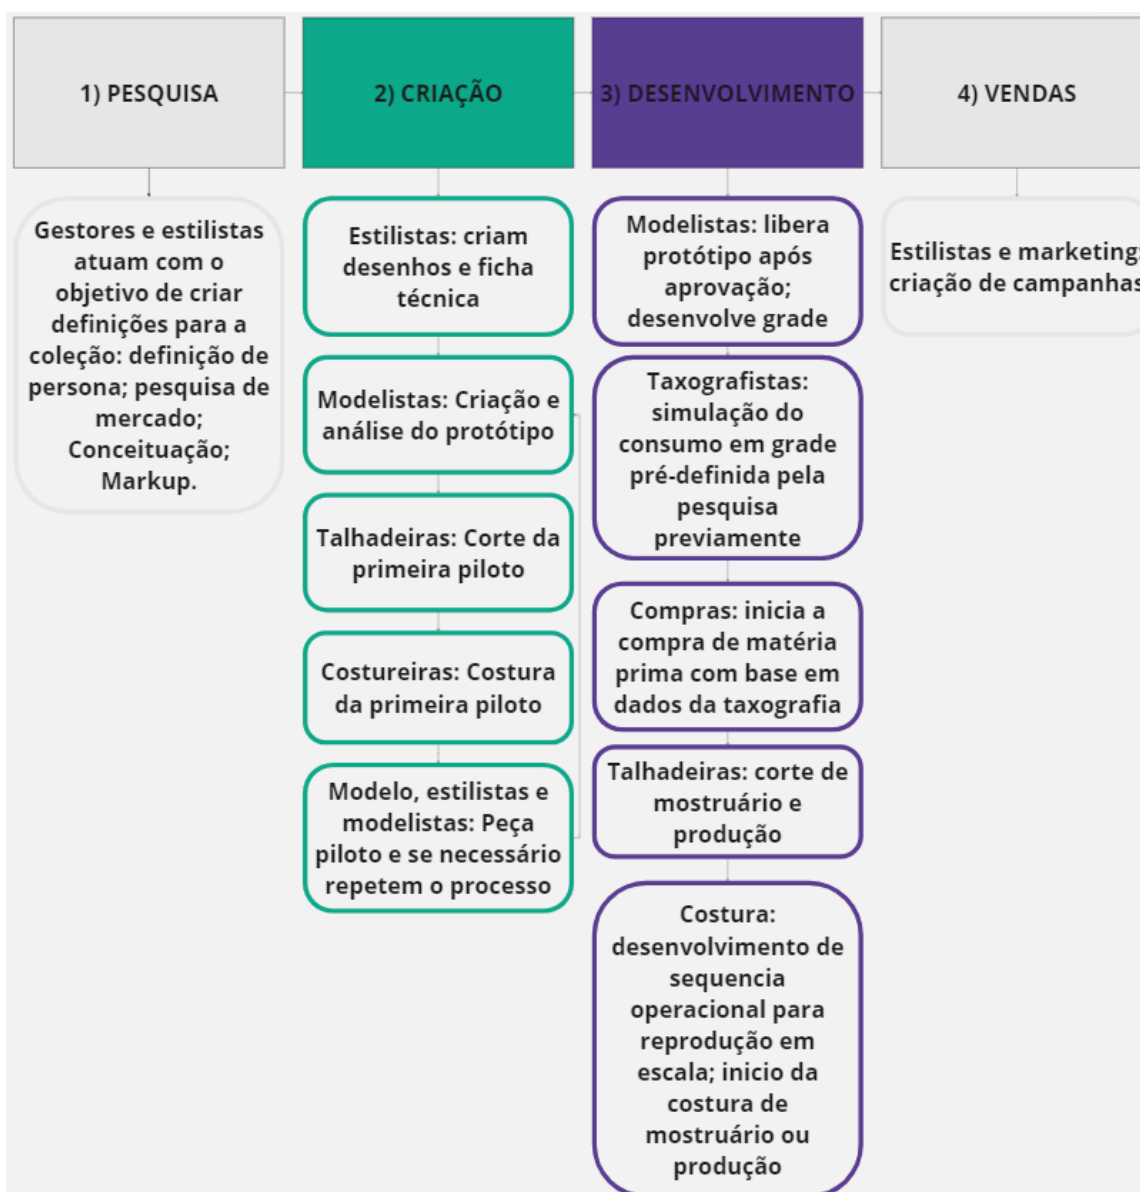 1) PESQUISA
Gestores e estilistas
atuam com o
objetivo de criar
definições para a
coleção: definição de
persona; pesquisa de
mercado;
Conceituação;
Markup.
2) CRIAÇÃO
Estilistas: criam
desenhos e ficha
técnica
Modelistas: Criação e
análise do protótipo
Talhadeiras: Corte da
primeira piloto
Costureiras: Costura
da primeira piloto
Modelo, estilistas e
modelistas: Peça
piloto e se necessário
repetem o processo
3) DESENVOLVIMENTO
Modelistas: libera
protótipo após
aprovação;
desenvolve grade
Taxografistas:
simulação do
consumo em grade
pré-definida pela
pesquisa
previamente
Compras: inicia a
compra de matéria
prima com base em
dados da taxografia
Talhadeiras: corte de
mostruário e
produção
Costura:
desenvolvimento de
sequencia
operacional para
reprodução em
escala; inicio da
costura de
mostruário ou
produção
4) VENDAS
Estilistas e marketing:
criação de campanhas